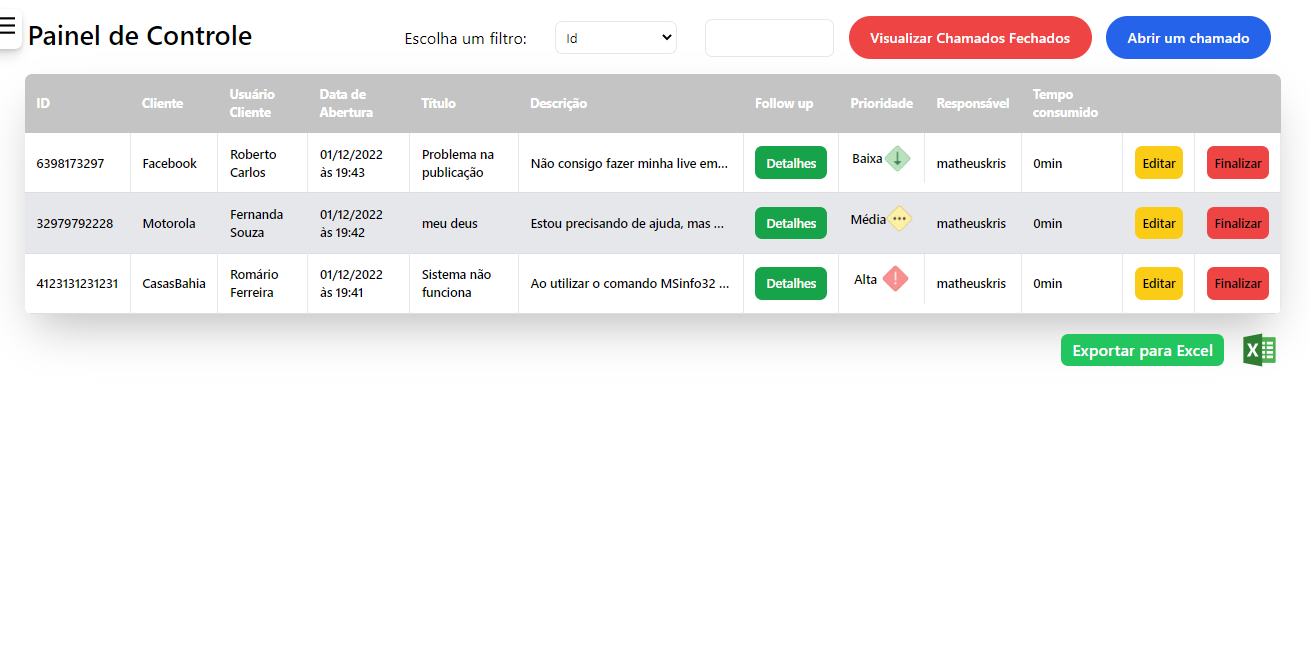 Painel de Controle
Escolha um filtro:
Id
Visualizar Chamados Fechados
Abrir um chamado
ID Cliente Usuário Cliente Data de Abertura Título Descrição Follow up Prioridade Responsável Tempo consumido
6398173297 Facebook Roberto Carlos 01/12/2022 às 19:43 Problema na publicação Não consigo fazer minha live em... Detalhes Baixa matheuskris 0min Editar Finalizar
32979792228 Motorola Fernanda Souza 01/12/2022 às 19:42 meu deus Estou precisando de ajuda, mas ... Detalhes Média matheuskris 0min Editar Finalizar
4123131231231 CasasBahia Romário Ferreira 01/12/2022 às 19:41 Sistema não funciona Ao utilizar o comando MSinfo32 ... Detalhes Alta matheuskris 0min Editar Finalizar
Exportar para Excel
X